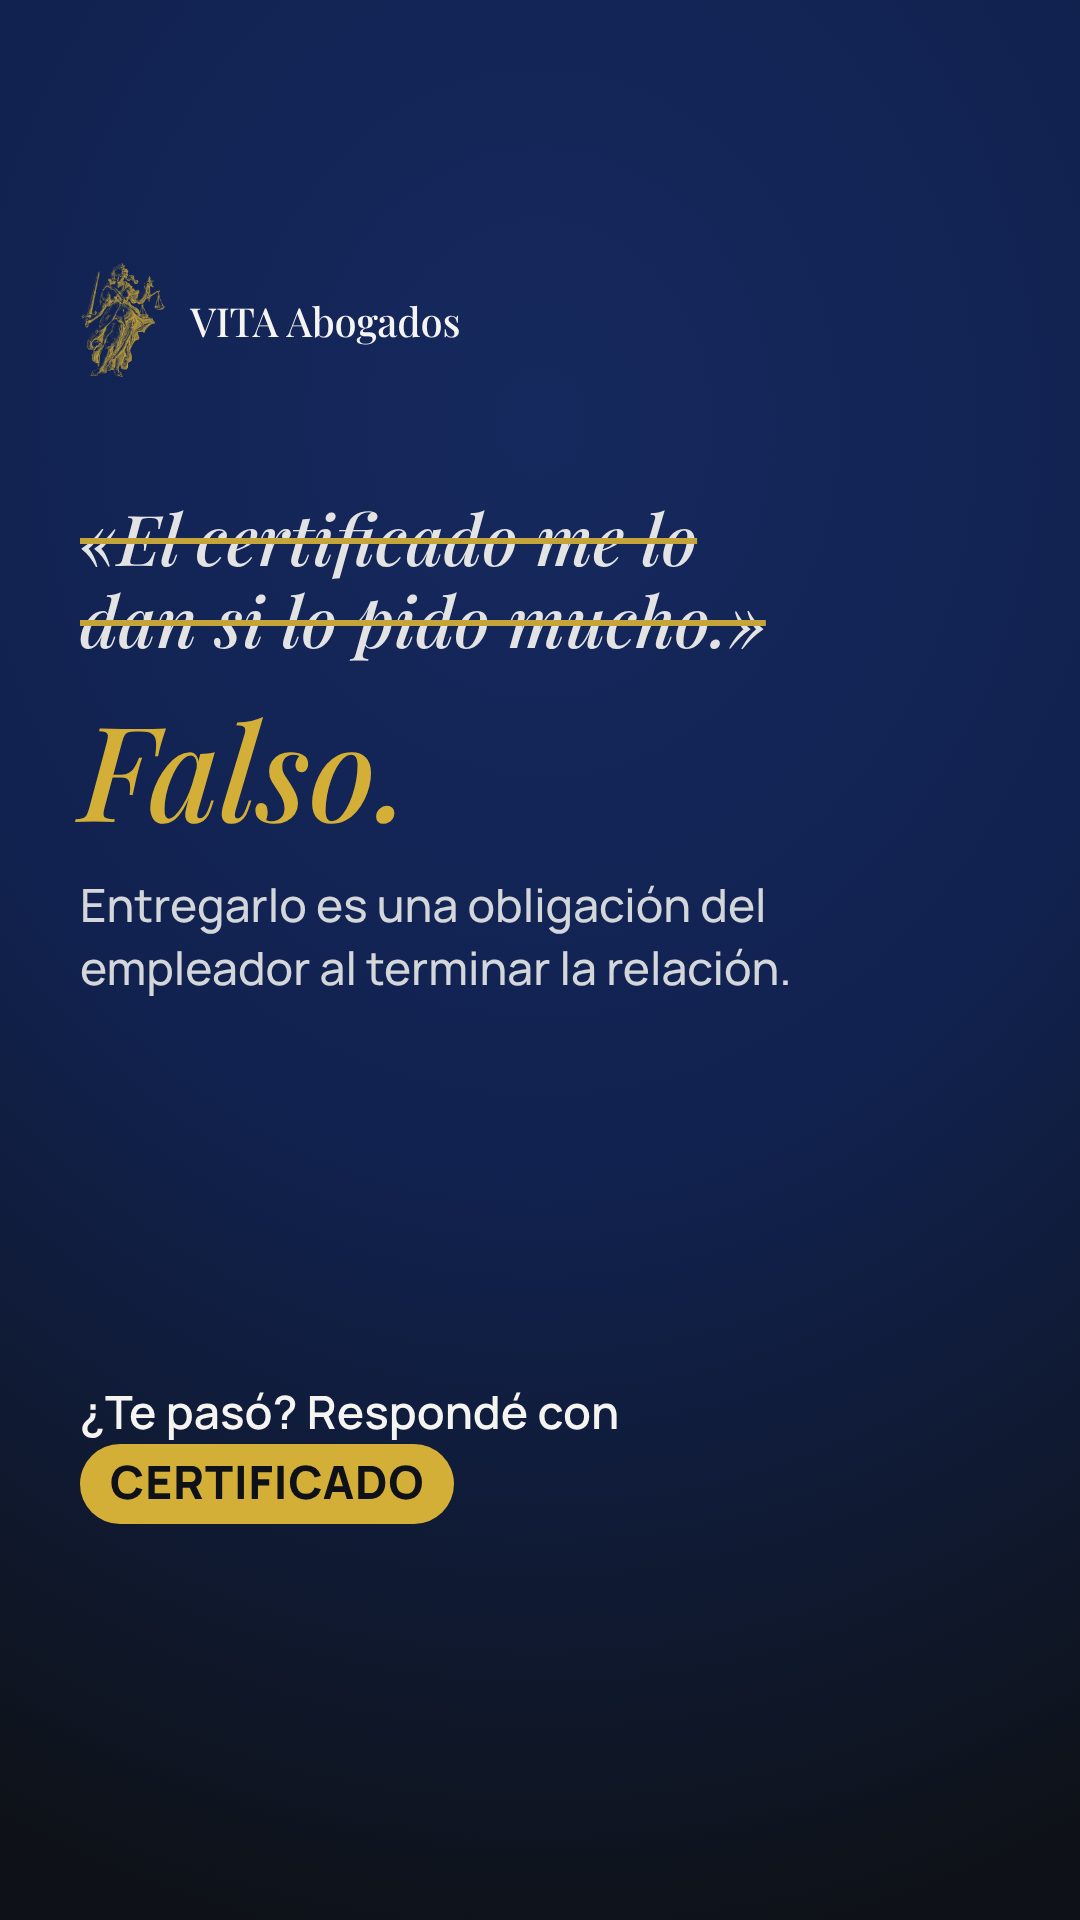 VITA Abogados
«El certificado me lo
dan si lo pido mucho.»
Falso.
Entregarlo es una obligación del
empleador al terminar la relación.
¿Te pasó? Respondé con
CERTIFICADO